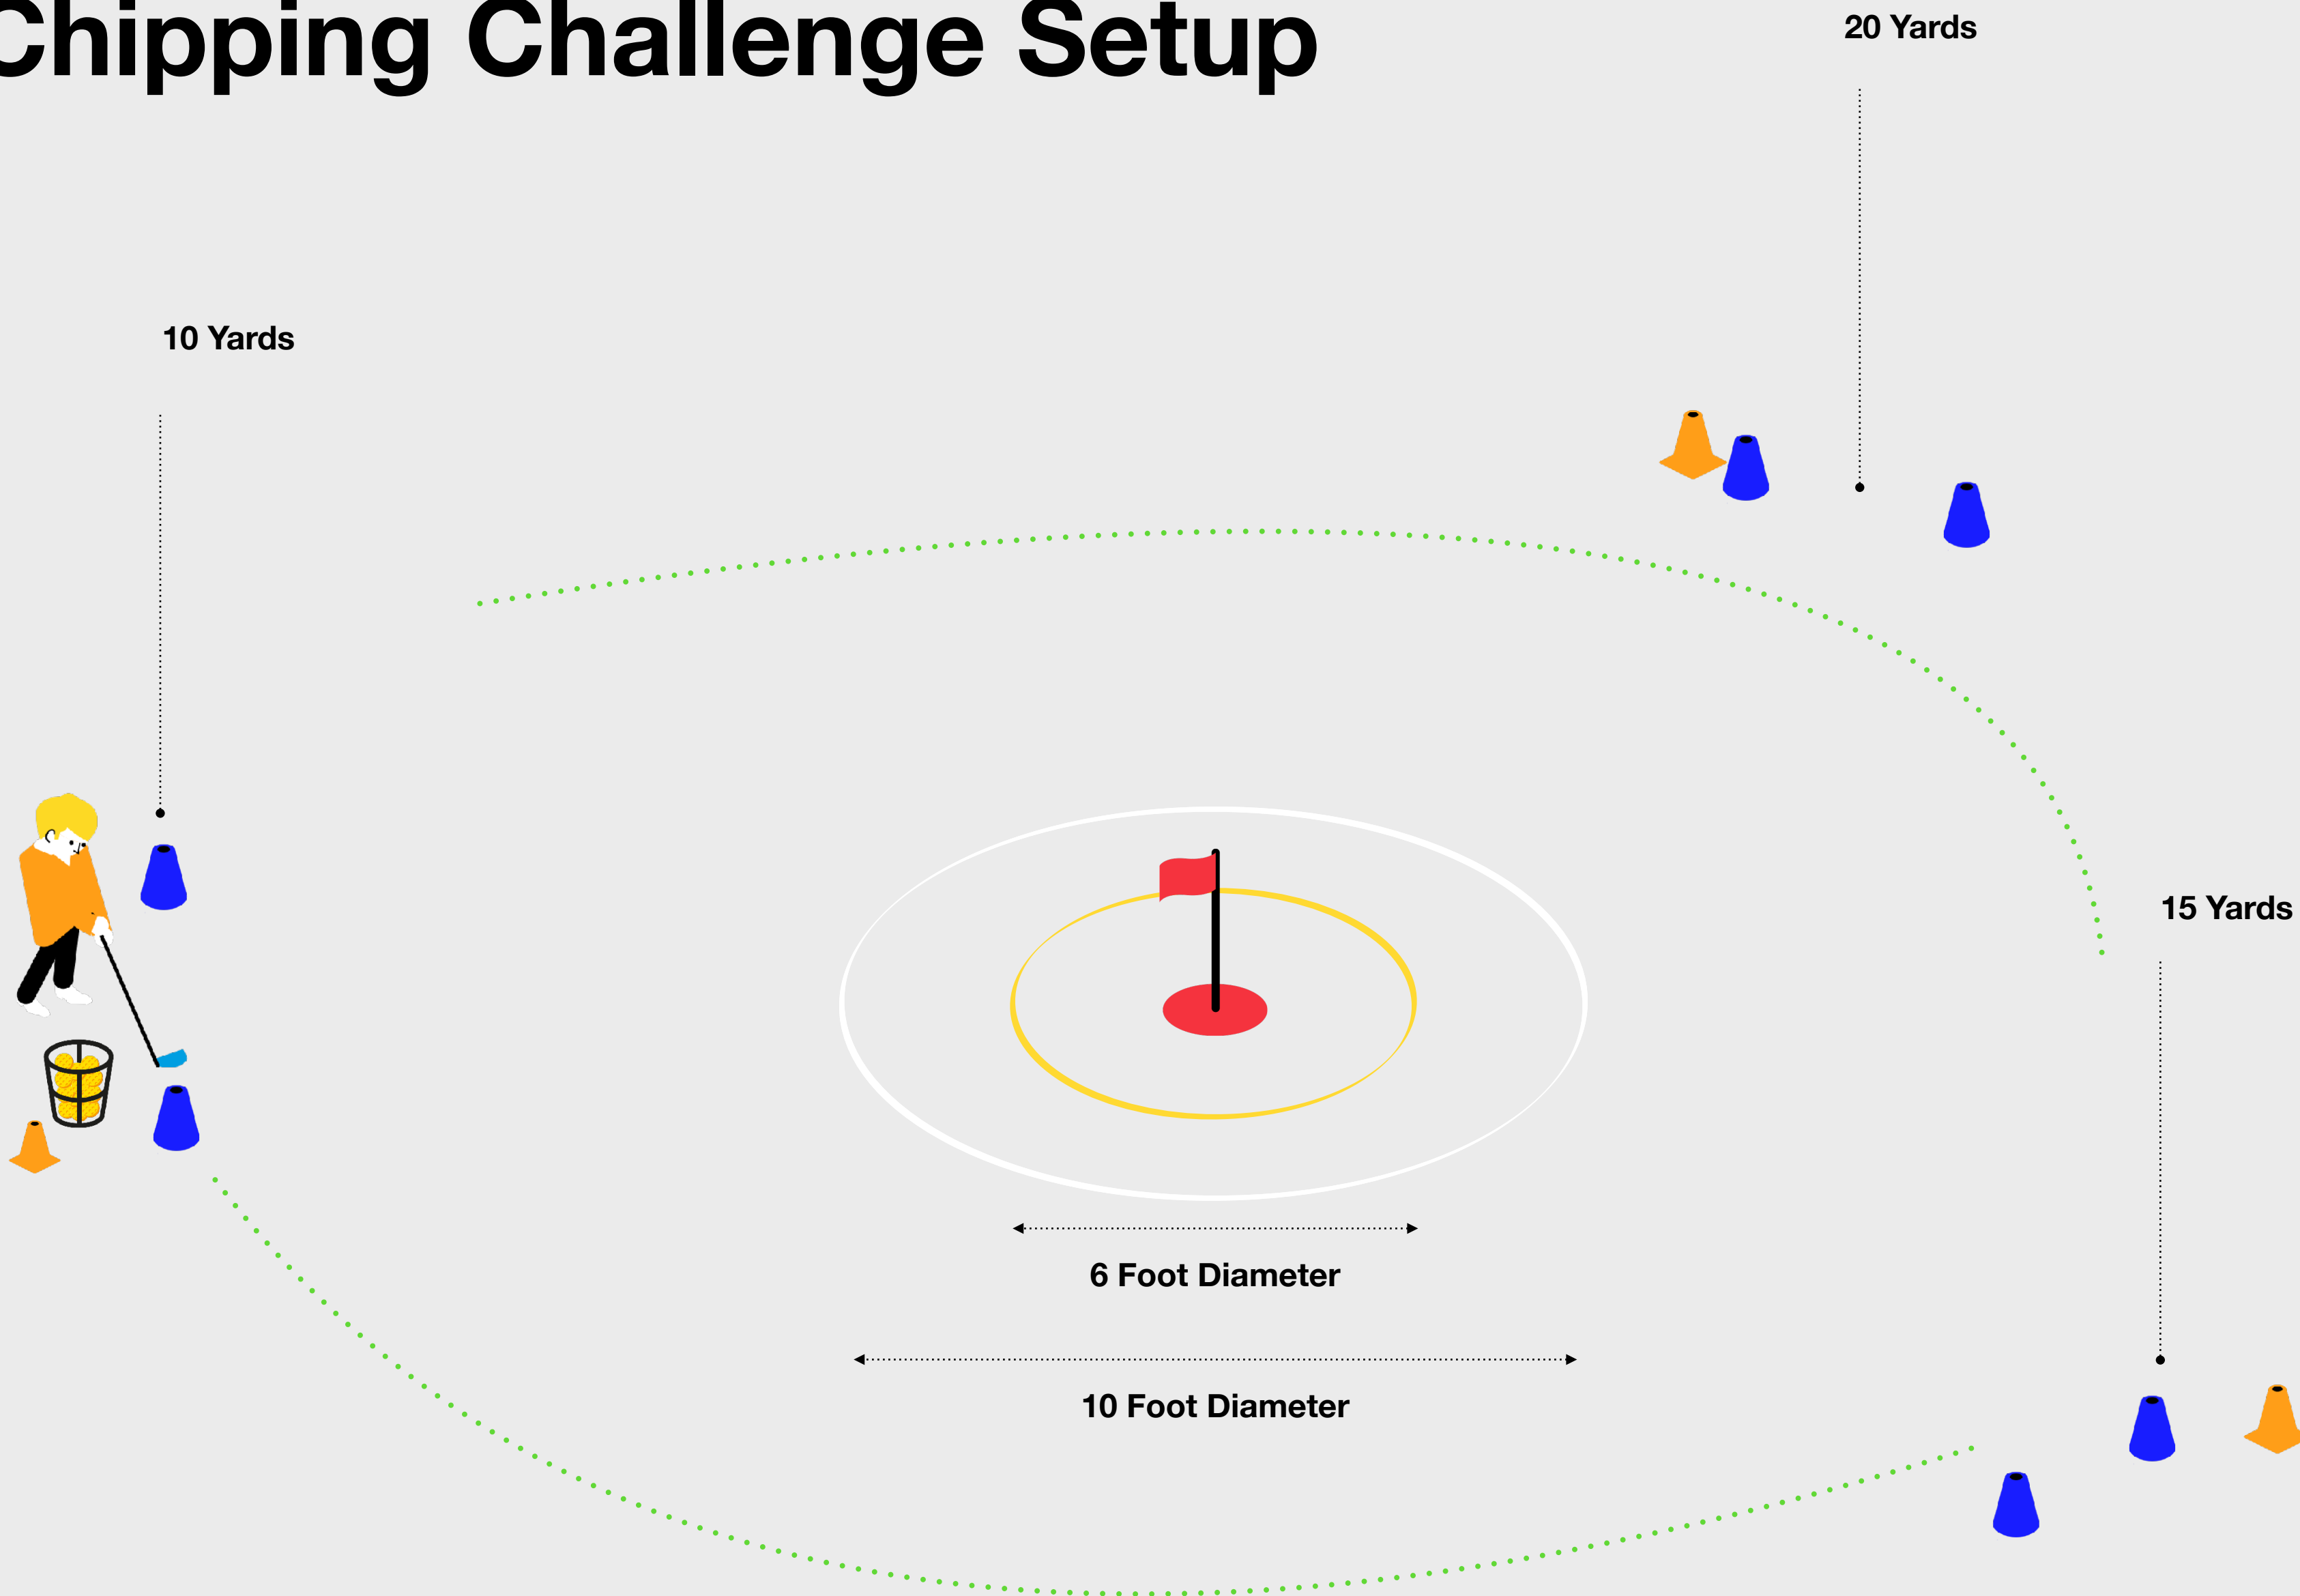 Chipping Challenge Setup
20 Yards
10 Yards
15 Yards
6 Foot Diameter
10 Foot Diameter